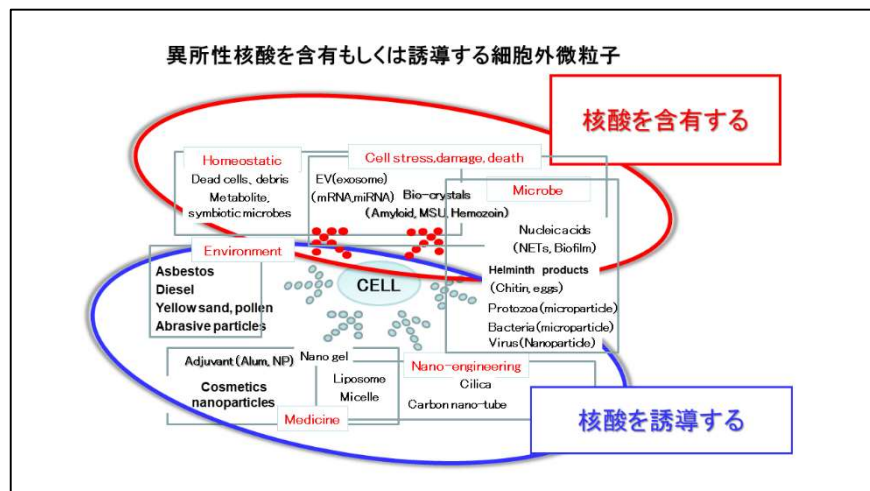 異所性核酸を含有もしくは誘導する細胞外微粒子
核酸を含有する
Homeostatic
Dead cells、debris
Metabolite,
symbiotic microbes
Cell stress,damage, death
EV(exosome)
(mRNA,miRNA)
Bio-crystals
(Amyloid, MSU, Hemozoin)
Microbe
Nucleic acids
(NETs, Biofilm)
Helminth products
(Chitin, eggs)
Protozoa(microparticle)
Bacteria(microparticle)
Virus(Nanoparticle)
Environment
Asbestos
Diesel
Yellow sand, pollen
Abrasive particles
CELL
Adjuvant (Alum, NP)
Nano gel
Cosmetics
nanoparticles
Liposome
Micelle
Medicine
Nano-engineering
Cilica
Carbon nano-tube
核酸を誘導する